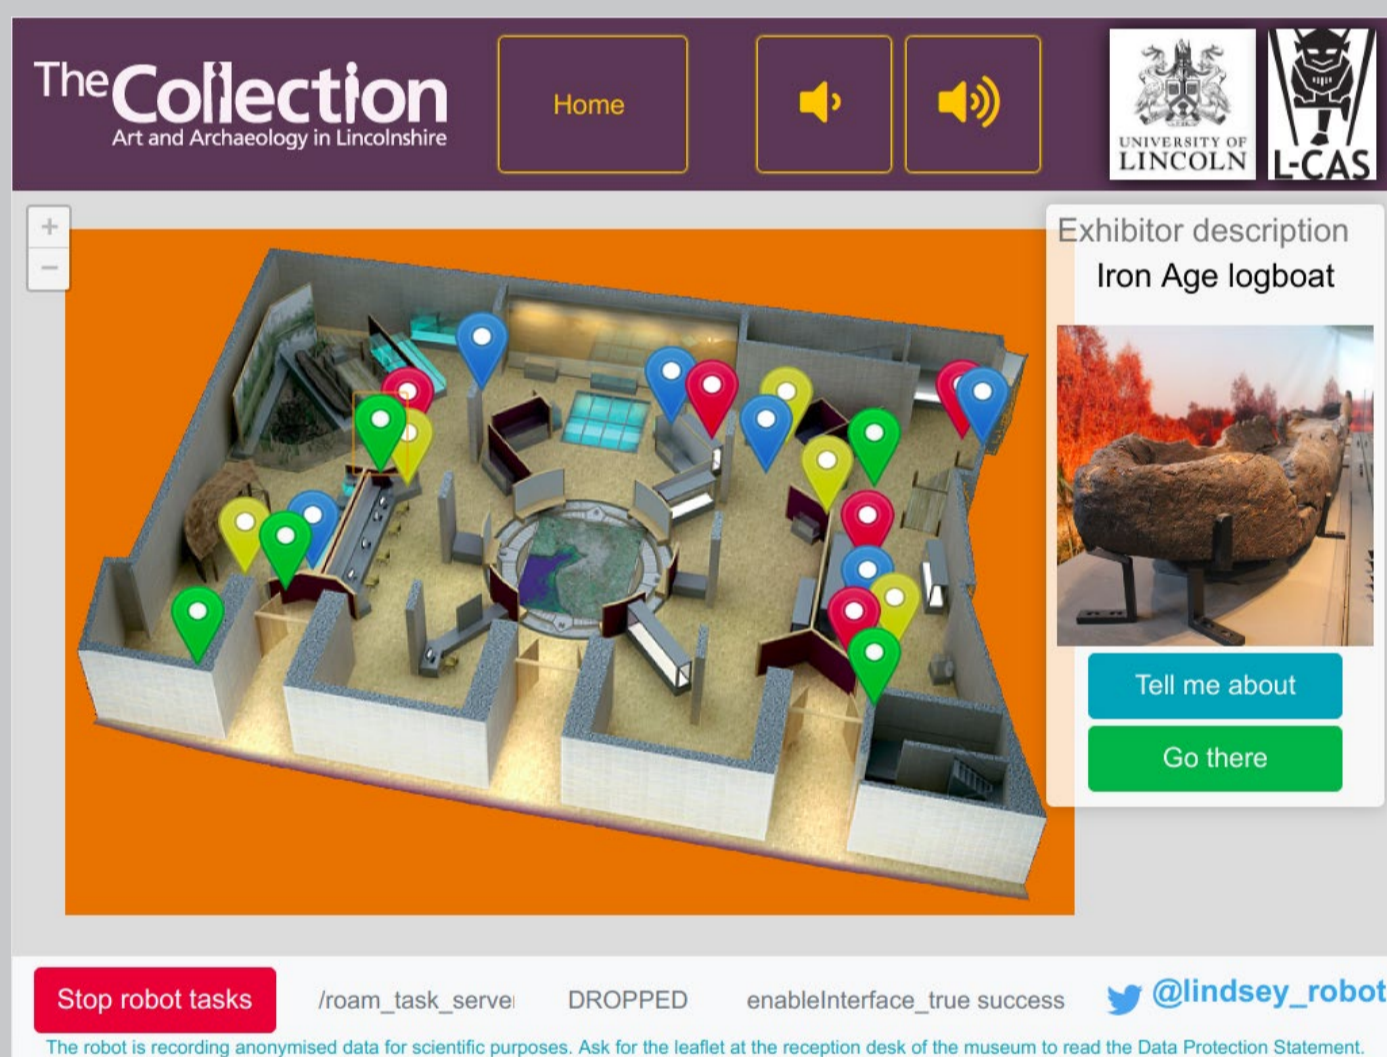 The Collection
Art and Archaeology in Lincolnshire
Home
UNIVERSITY OF
LINCOLN
L-CAS
+
−
Exhibitor description
Iron Age logboat
Tell me about
Go there
Stop robot tasks
/roam_task_server
DROPPED
enableInterface_true success
@lindsey_robot
The robot is recording anonymised data for scientific purposes. Ask for the leaflet at the reception desk of the museum to read the Data Protection Statement.